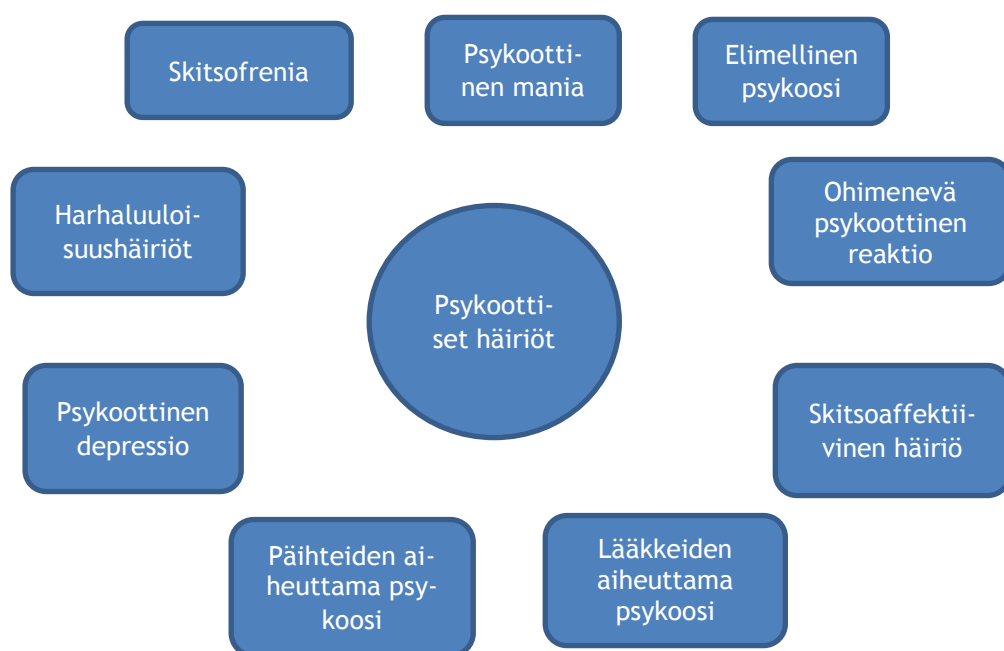 Skitsofrenia
Psykootti-
nen mania
Elimellinen
psykoosi
Harhaluuloi-
suushäiriöt
Ohimenevä
psykoottinen
reaktio
Psykootti-
set häiriöt
Psykoottinen
depressio
Skitsoaffektii-
vinen häiriö
Päihteiden ai-
heuttama psy-
koosi
Lääkkeiden
aiheuttama
psykoosi